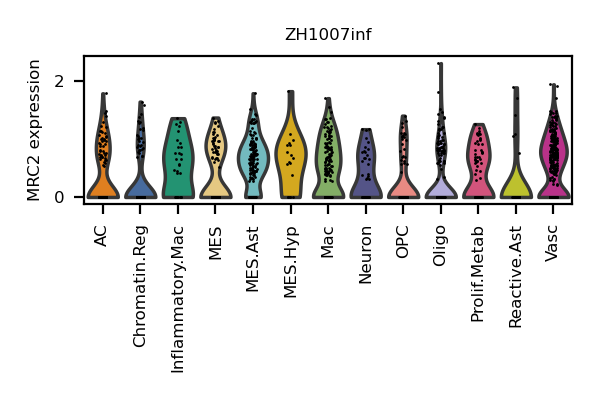 ZH1007inf
MRC2 expression
2
0
AC
Chromatin.Reg
Inflammatory.Mac
MES
MES.Ast
MES.Hyp
Mac
Neuron
OPC
Oligo
Prolif.Metab
Reactive.Ast
Vasc